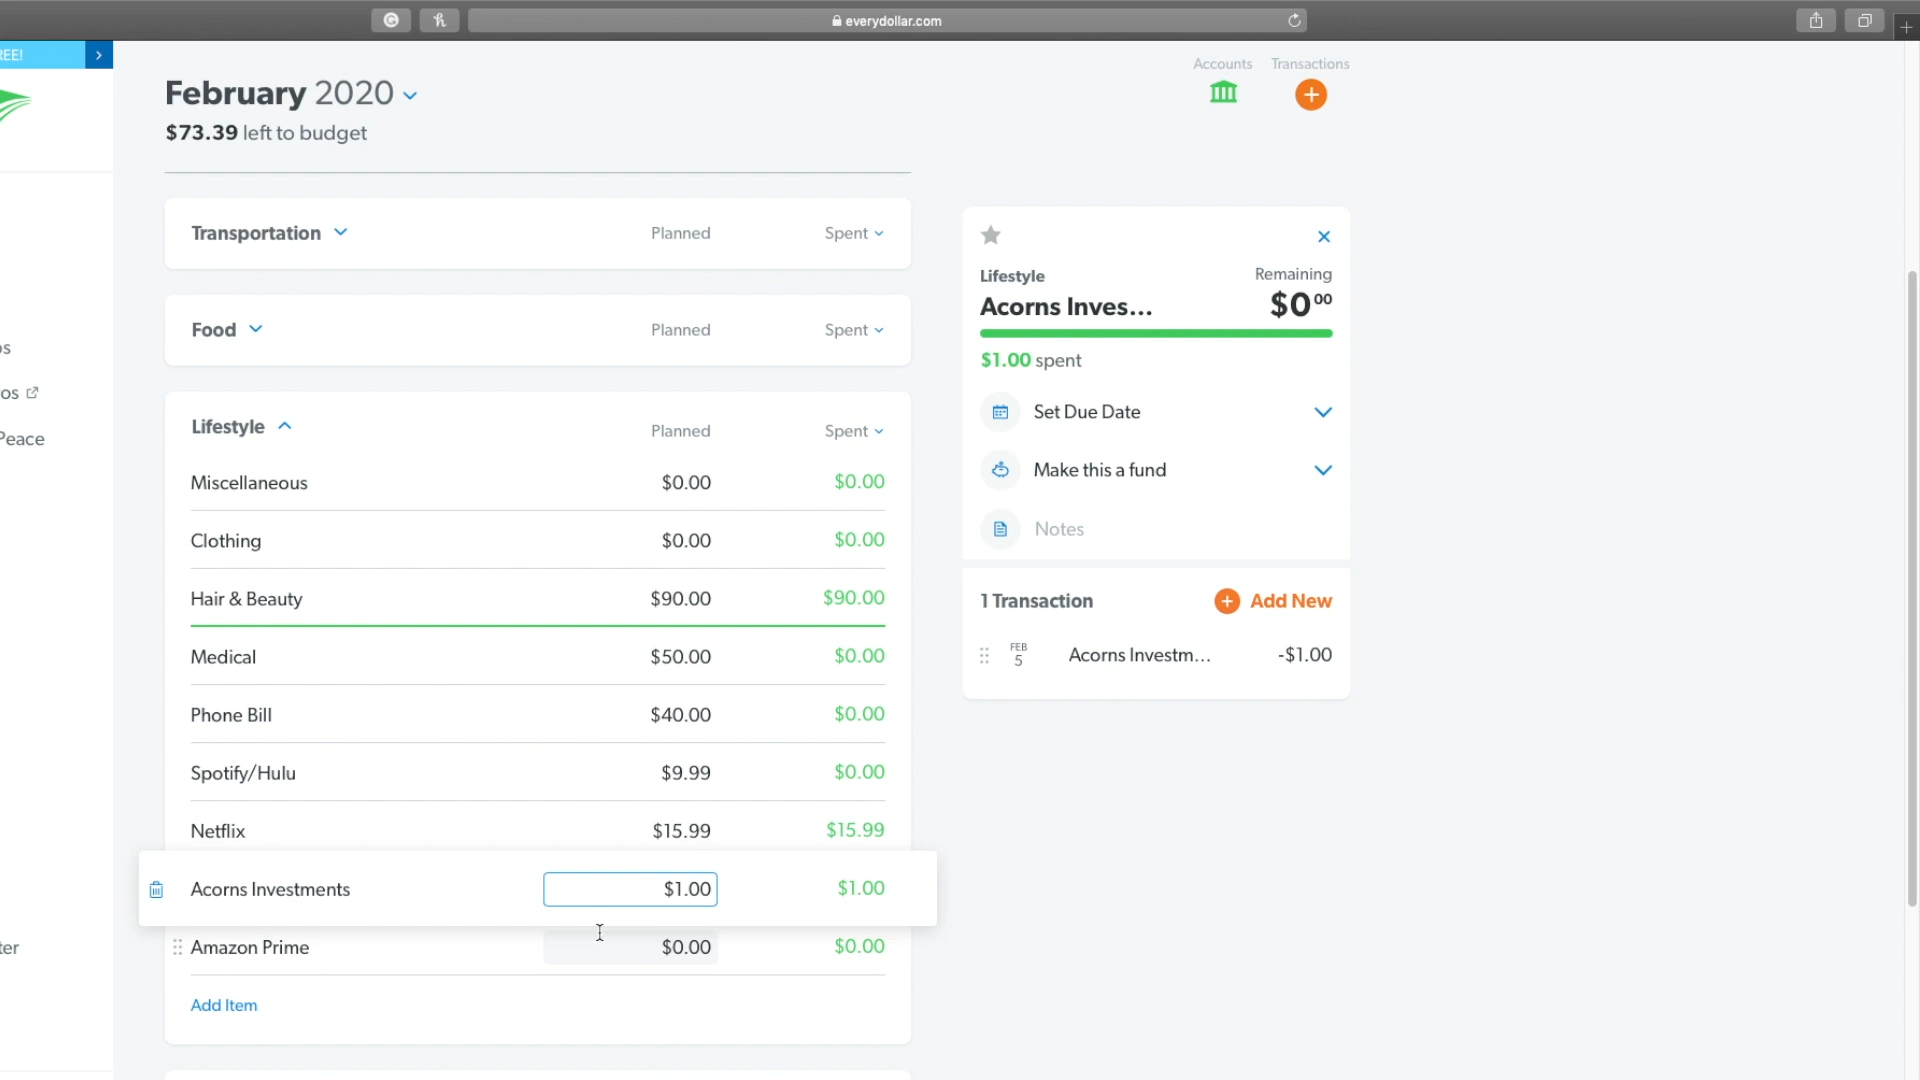 everydollar.com
REE!
February 2020
$73.39 left to budget
Accounts
Transactions
Transportation
Planned
Spent
Food
Planned
Spent
Lifestyle
Planned
Spent
Miscellaneous $0.00 $0.00
Clothing $0.00 $0.00
Hair & Beauty $90.00 $90.00
Medical $50.00 $0.00
Phone Bill $40.00 $0.00
Spotify/Hulu $9.99 $0.00
Netflix $15.99 $15.99
Acorns Investments $1.00 $1.00
Amazon Prime $0.00 $0.00
Add Item
Lifestyle
Remaining
Acorns Inves... $0 00
$1.00 spent
Set Due Date
Make this a fund
Notes
1 Transaction
Add New
FEB
5
Acorns Investm... -$1.00
os
Peace
ter